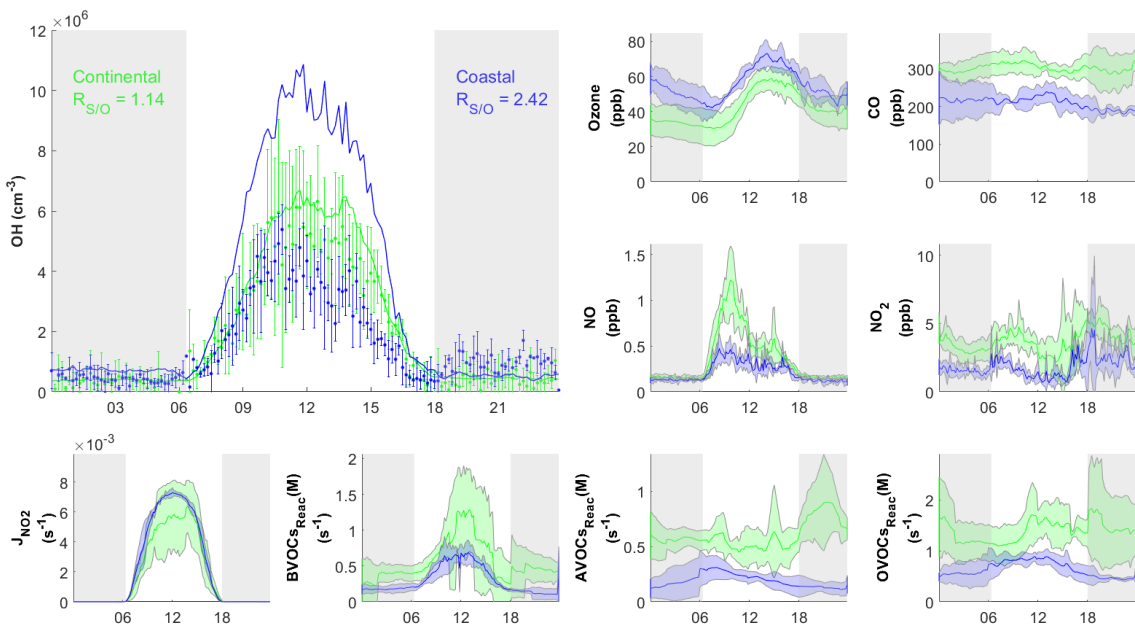 ×10⁶
12
10
8
6
4
2
0
OH (cm⁻³)
Continental
R_S/O = 1.14
Coastal
R_S/O = 2.42
03 06 09 12 15 18 21
80
60
40
20
0
Ozone
(ppb)
06 12 18
300
200
100
0
CO
(ppb)
06 12 18
1.5
1
0.5
0
NO
(ppb)
06 12 18
10
5
0
NO₂
(ppb)
06 12 18
×10⁻³
8
6
4
2
0
J_NO2
(s⁻¹)
06 12 18
2
1.5
1
0.5
0
BVOCs_Reac(M)
(s⁻¹)
06 12 18
1
0.5
0
AVOCs_Reac(M)
(s⁻¹)
06 12 18
2
1
0
OVOCs_Reac(M)
(s⁻¹)
06 12 18